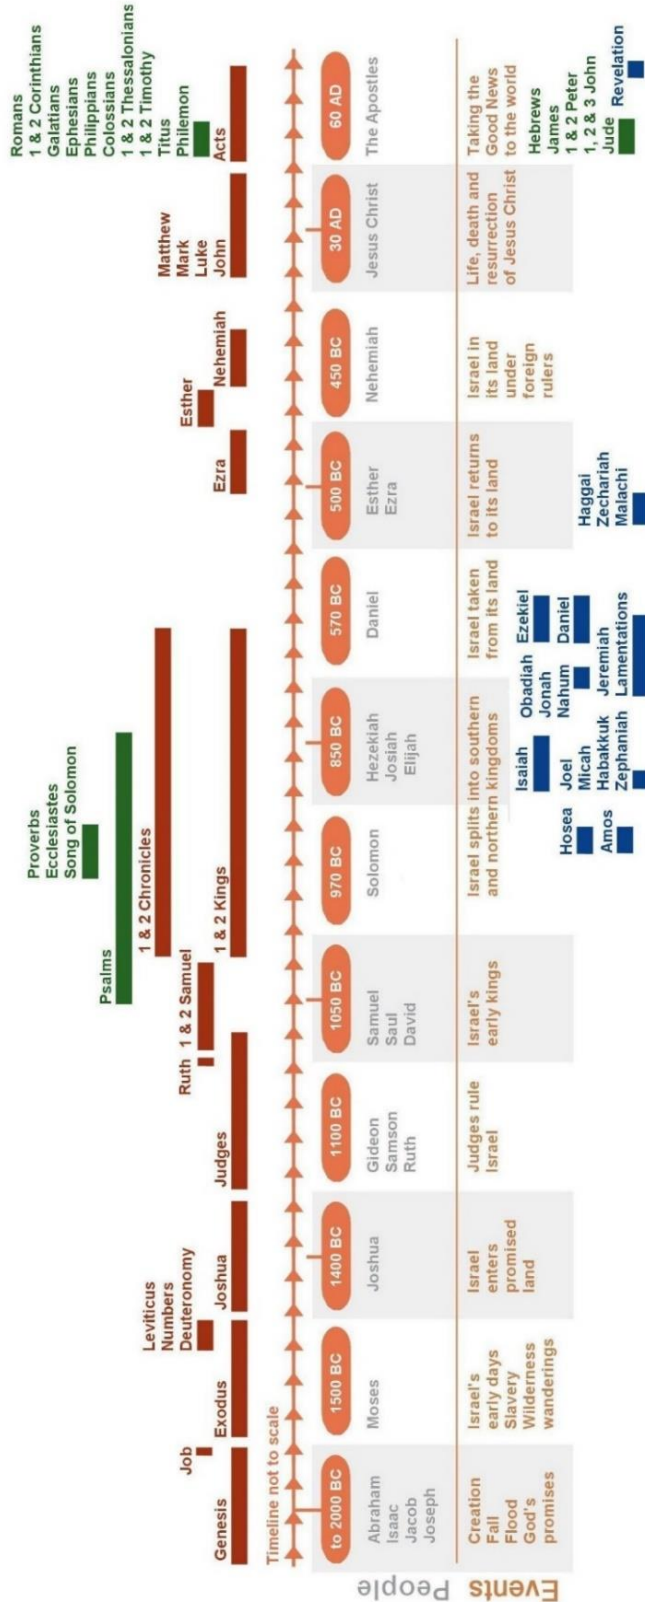 Genesis
Job
Exodus
Leviticus
Numbers
Deuteronomy
Joshua
Judges
Ruth
1 & 2 Samuel
Psalms
1 & 2 Chronicles
1 & 2 Kings
Proverbs
Ecclesiastes
Song of Solomon
Ezra
Esther
Nehemiah
Matthew
Mark
Luke
John
Romans
1 & 2 Corinthians
Galatians
Ephesians
Philippians
Colossians
1 & 2 Thessalonians
1 & 2 Timothy
Titus
Philemon
Acts
Timeline not to scale
to 2000 BC
1500 BC
1400 BC
1100 BC
1050 BC
970 BC
850 BC
570 BC
500 BC
450 BC
30 AD
60 AD
People
Abraham
Isaac
Jacob
Joseph
Moses
Joshua
Gideon
Samson
Ruth
Samuel
Saul
David
Solomon
Hezekiah
Josiah
Elijah
Daniel
Esther
Ezra
Nehemiah
Jesus Christ
The Apostles
Events
Creation
Fall
Flood
God's
promises
Israel's
early days
Slavery
Wilderness
wanderings
Israel
enters
promised
land
Judges rule
Israel
Israel's
early kings
Israel splits into southern
and northern kingdoms
Israel taken
from its land
Israel returns
to its land
Israel in
its land
under
foreign
rulers
Life, death and
resurrection
of Jesus Christ
Taking the
Good News
to the world
Hosea
Amos
Isaiah
Joel
Micah
Habakkuk
Zephaniah
Obadiah
Jonah
Nahum
Jeremiah
Lamentations
Ezekiel
Daniel
Haggai
Zechariah
Malachi
Hebrews
James
1 & 2 Peter
1, 2 & 3 John
Jude
Revelation